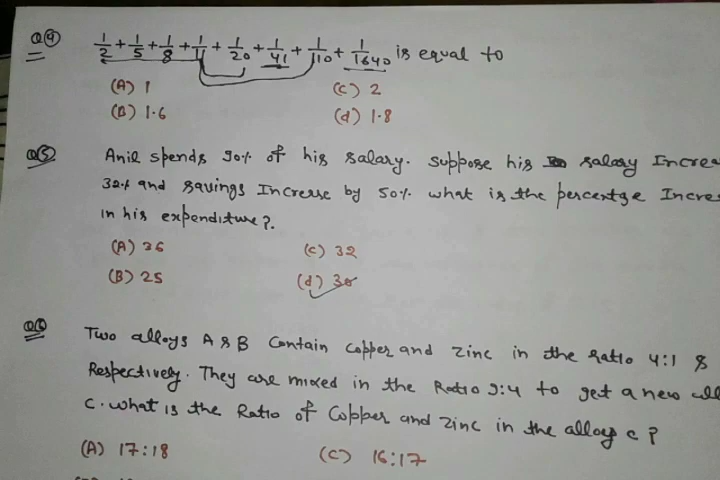 Q④ 1/2 + 1/5 + 1/8 + 1/11 + 1/20 + 1/41 + 1/110 + 1/1640 is equal to
(A) 1 (C) 2
(B) 1.6 (d) 1.8
Q⑤ Anil spends 90% of his salary. suppose his salary Increa
32% and savings Increase by 50% what is the percentge Incre
in his expenditure?.
(A) 36 (c) 32
(B) 25 (d) 30
Q⑥ Two alloys A & B Contain Copper and Zinc in the ratio 4:1 &
Respectively. They are mixed in the Ratio 9:4 to get a new all
C. what is the Ratio of Copper and Zinc in the alloy c?
(A) 17:18 (C) 16:17